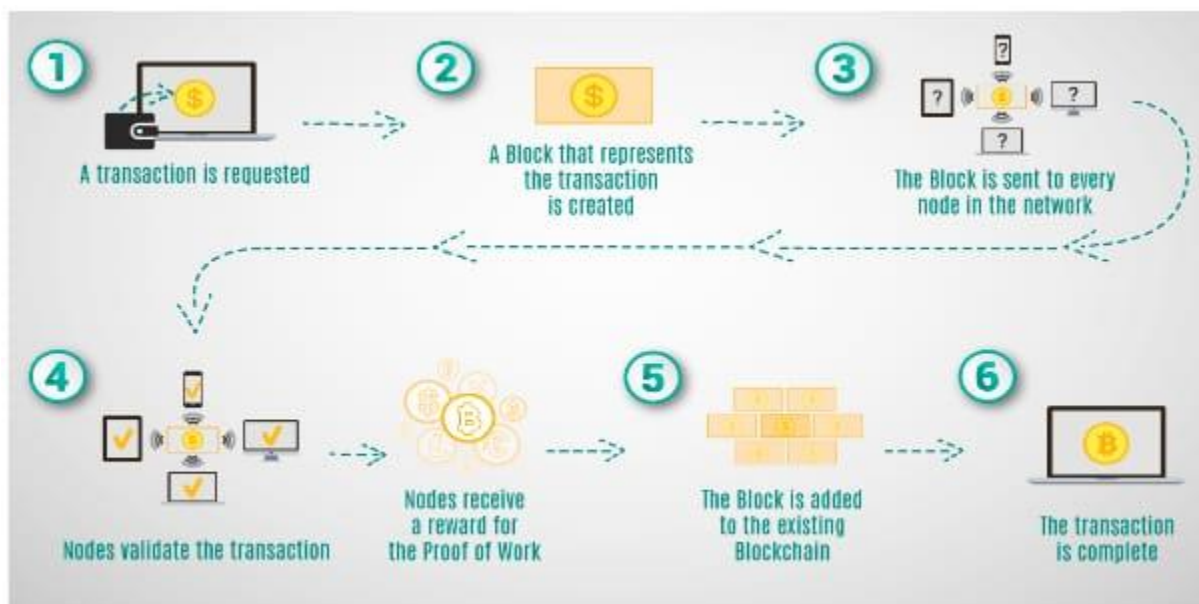 1
A transaction is requested
2
A Block that represents
the transaction
is created
3
The Block is sent to every
node in the network
4
Nodes validate the transaction
Nodes receive
a reward for
the Proof of Work
5
The Block is added
to the existing
Blockchain
6
The transaction
is complete